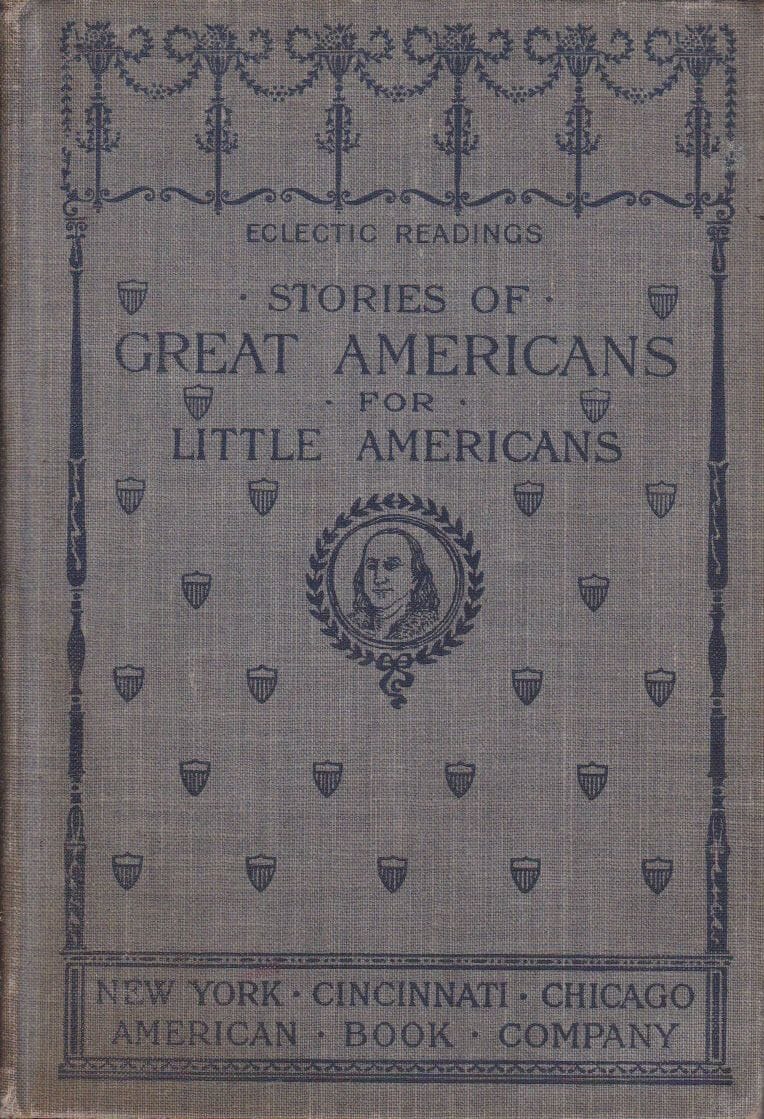 ECLECTIC READINGS
· STORIES OF ·
GREAT AMERICANS
· FOR ·
LITTLE AMERICANS
NEW YORK · CINCINNATI · CHICAGO
AMERICAN · BOOK · COMPANY